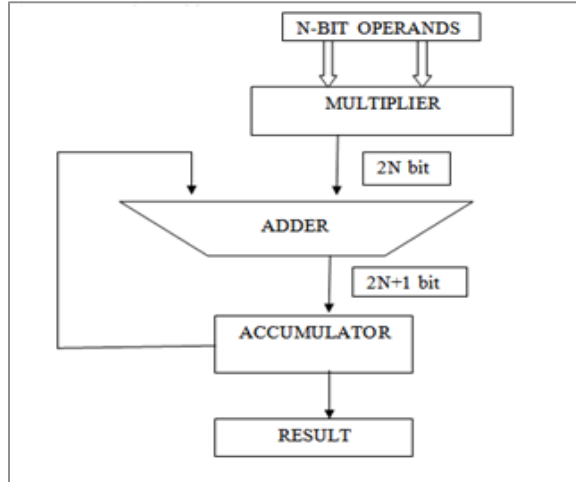 N-BIT OPERANDS
MULTIPLIER
2N bit
ADDER
2N+1 bit
ACCUMULATOR
RESULT